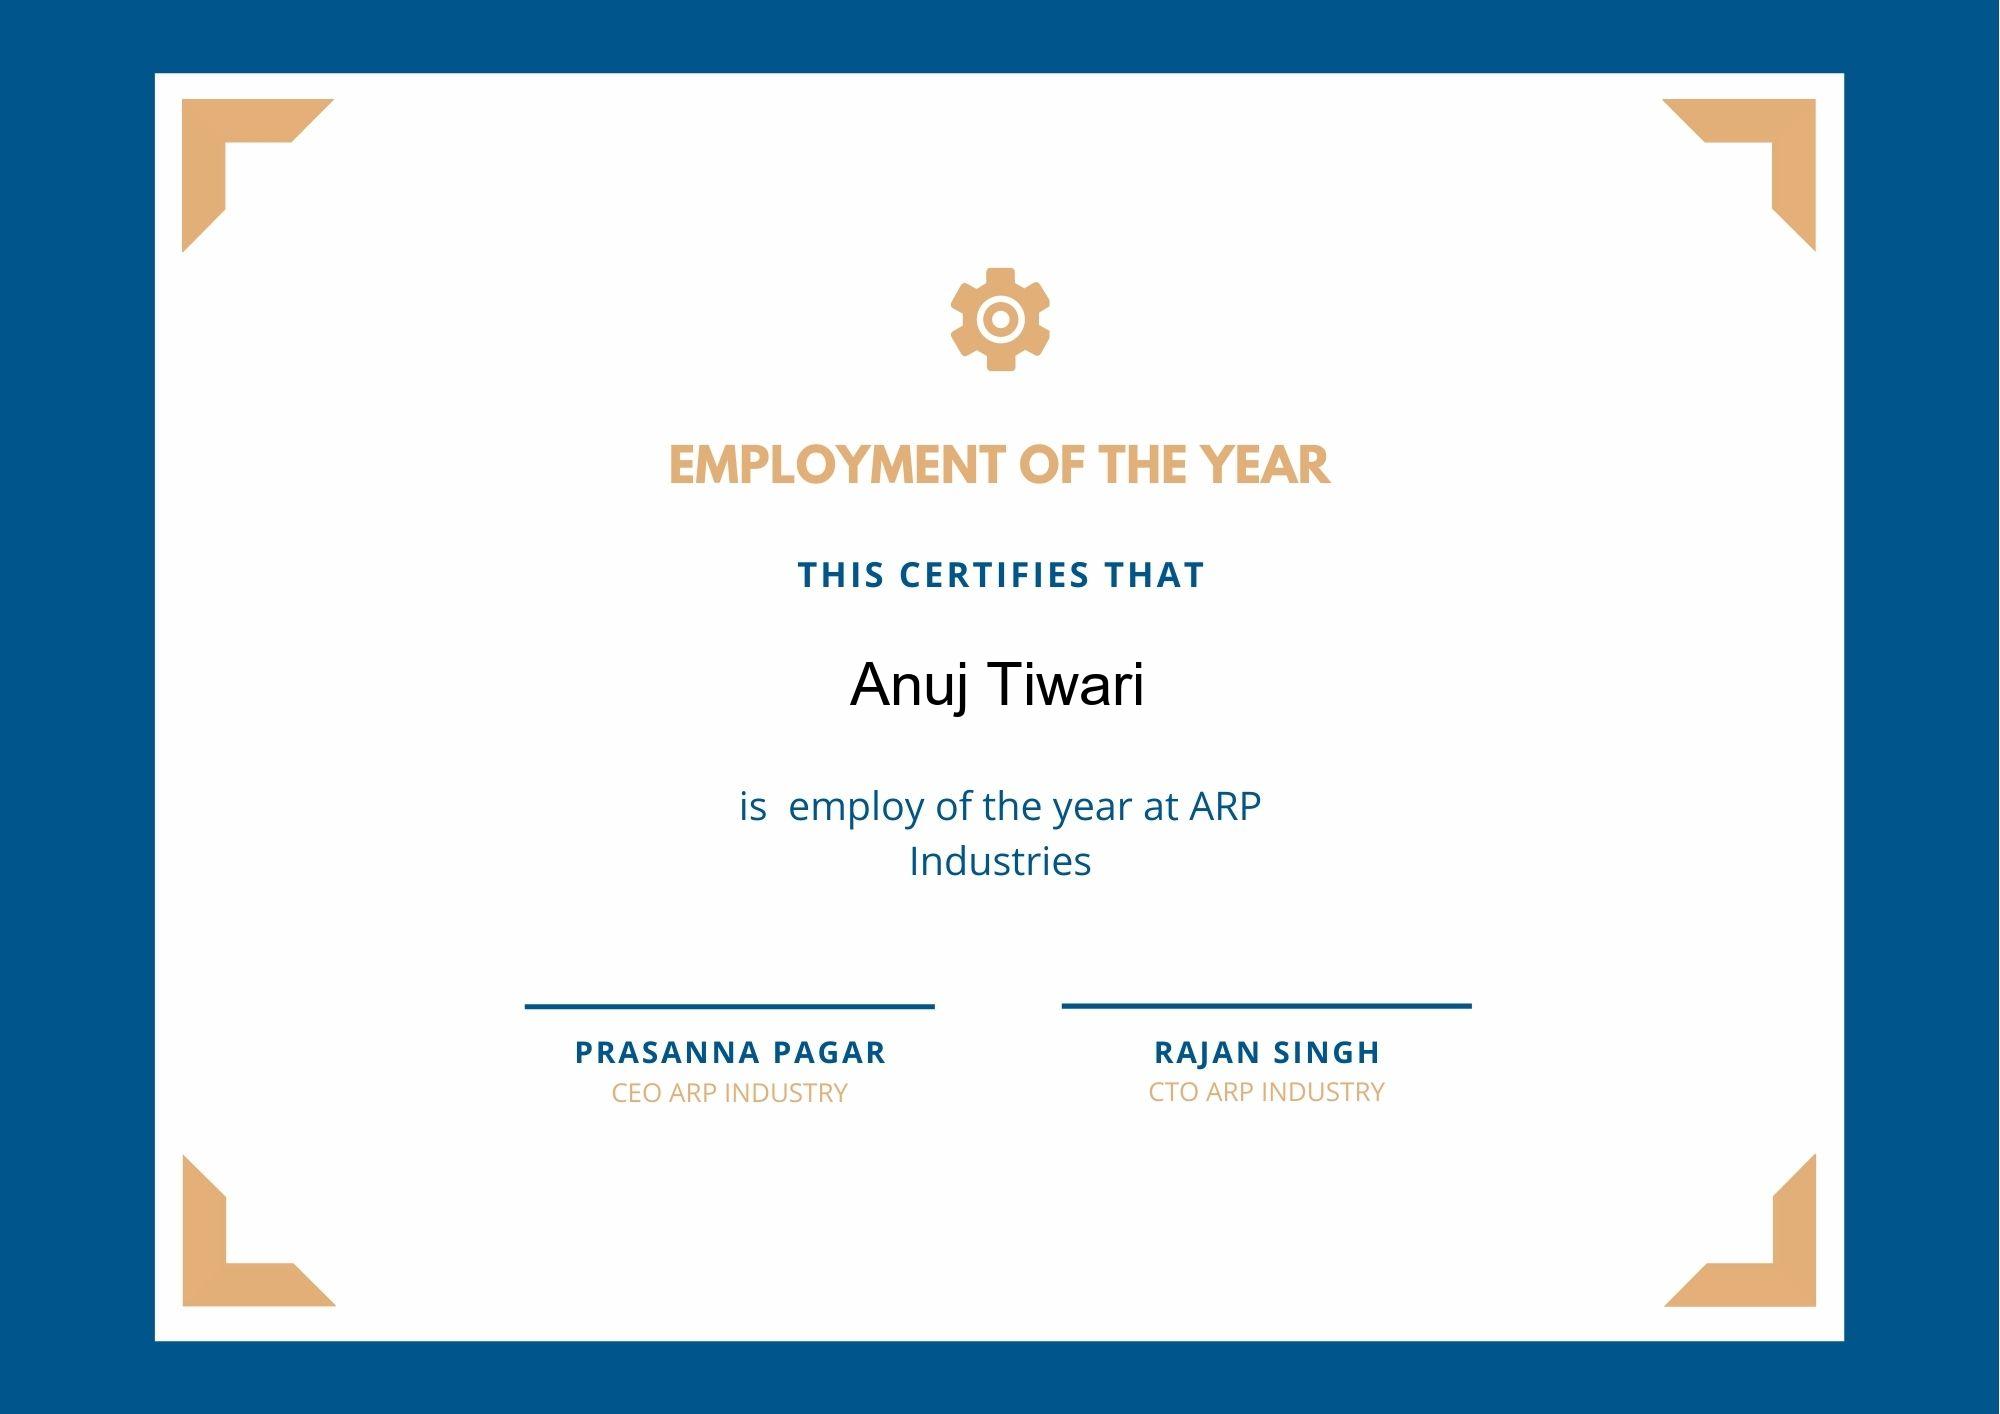 EMPLOYMENT OF THE YEAR
THIS CERTIFIES THAT
Anuj Tiwari
is  employ of the year at ARP
Industries
PRASANNA PAGAR
CEO ARP INDUSTRY
RAJAN SINGH
CTO ARP INDUSTRY